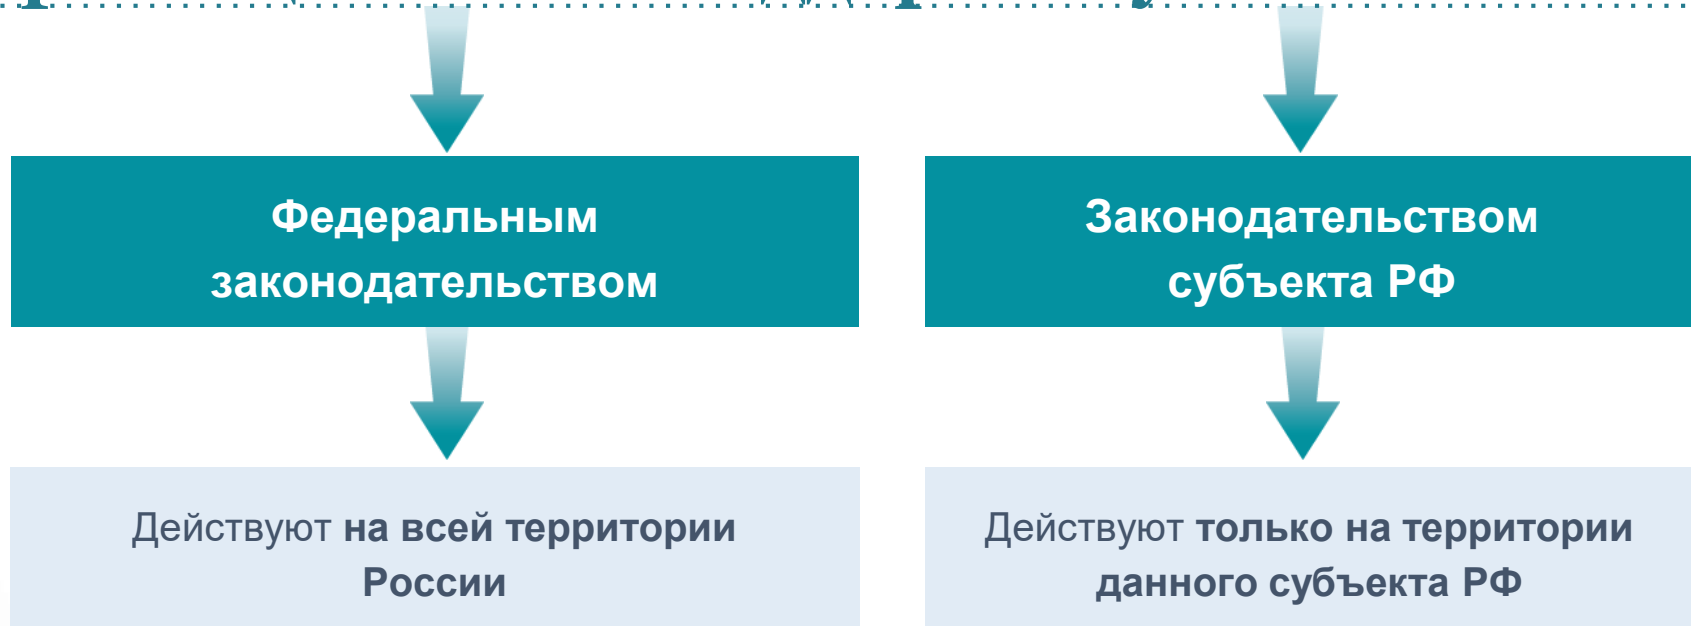 Федеральным
законодательством
Законодательством
субъекта РФ
Действуют на всей территории
России
Действуют только на территории
данного субъекта РФ